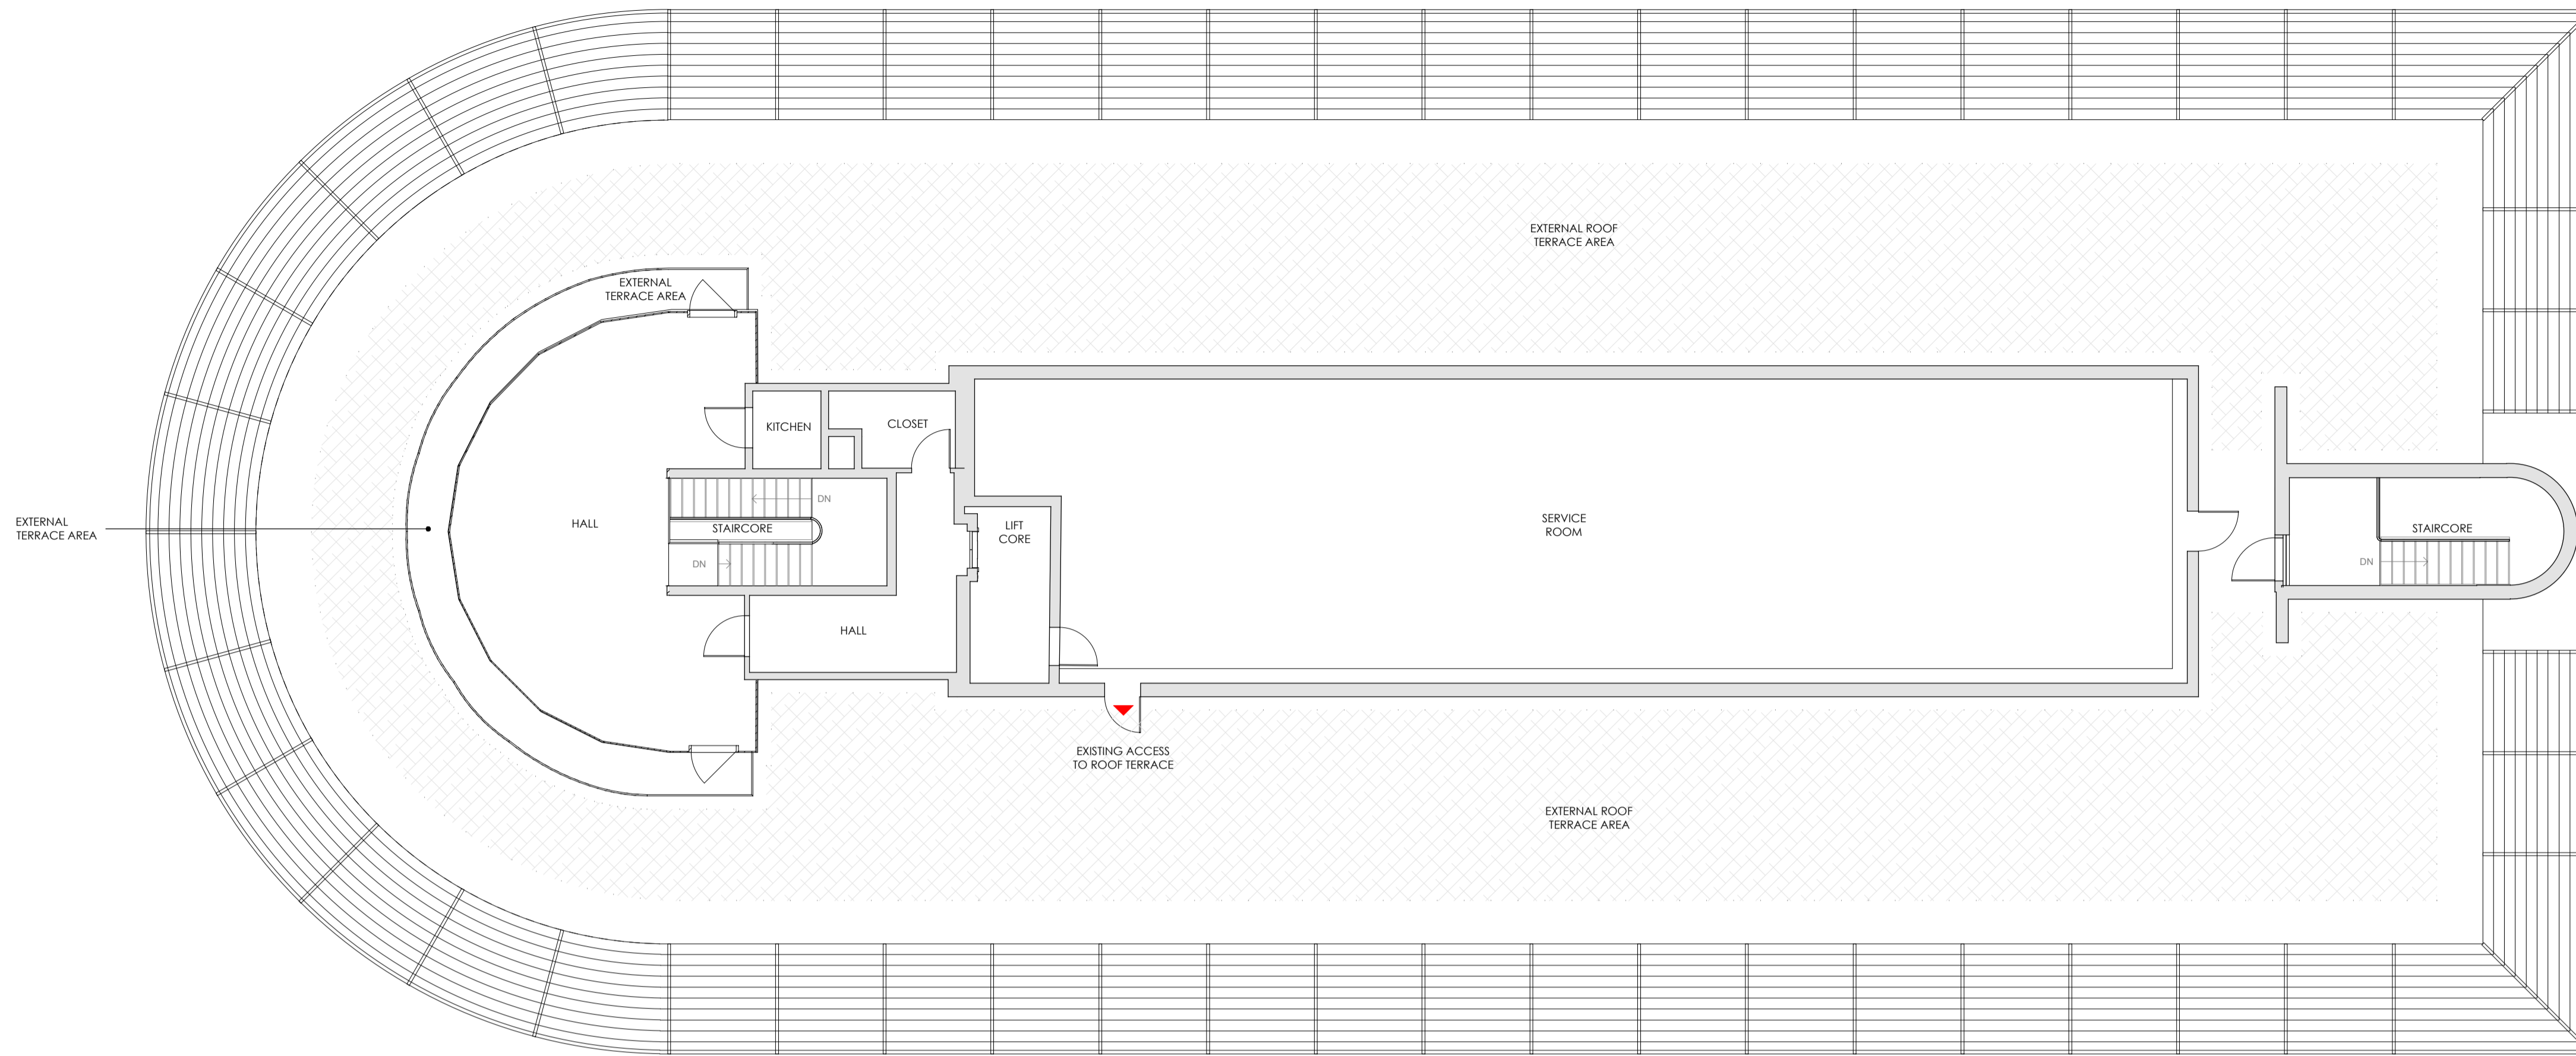 EXTERNAL ROOF
TERRACE AREA
EXTERNAL
TERRACE AREA
KITCHEN
CLOSET
DN
EXTERNAL
TERRACE AREA
HALL
STAIRCORE
LIFT
CORE
SERVICE
ROOM
STAIRCORE
DN
DN
HALL
EXISTING ACCESS
TO ROOF TERRACE
EXTERNAL ROOF
TERRACE AREA